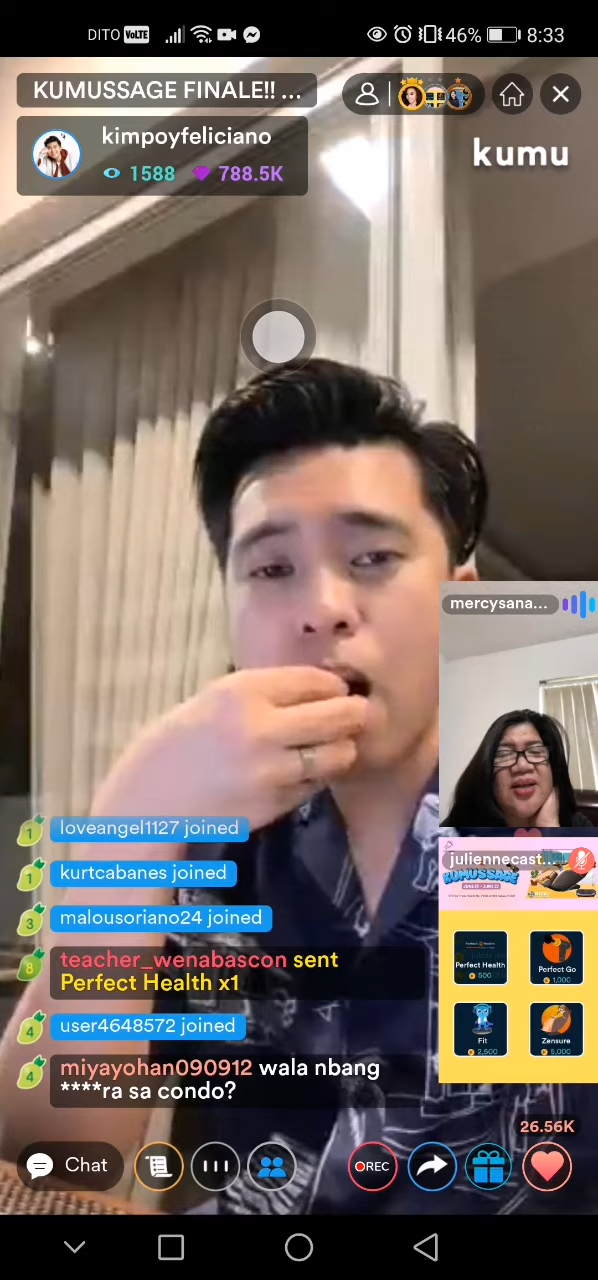 DITO VoLTE 46% 8:33
KUMUSSAGE FINALE!! ...
kimpoyfeliciano
1588 788.5K
kumu
mercysana...
loveangel1127 joined
1
kurtcabanes joined
1
malousoriano24 joined
3
teacher_wenabascon sent
Perfect Health x1
8
user4648572 joined
4
miyayohan090912 wala nbang
****ra sa condo?
4
juliennecast...
KUMUSSAGE
Perfect Health
500
Perfect Go
1,000
Fit
2,500
Zensure
5,000
26.56K
Chat
REC